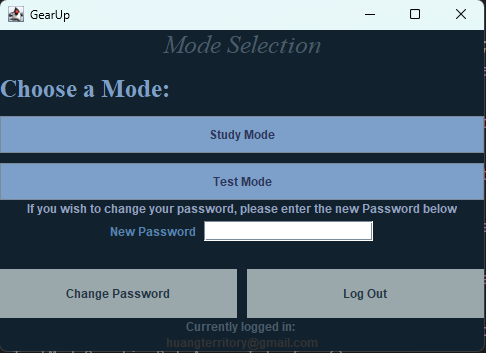 GearUp
Mode Selection
Choose a Mode:
Study Mode
Test Mode
If you wish to change your password, please enter the new Password below
New Password
Change Password
Log Out
Currently logged in:
huangterritory@gmail.com